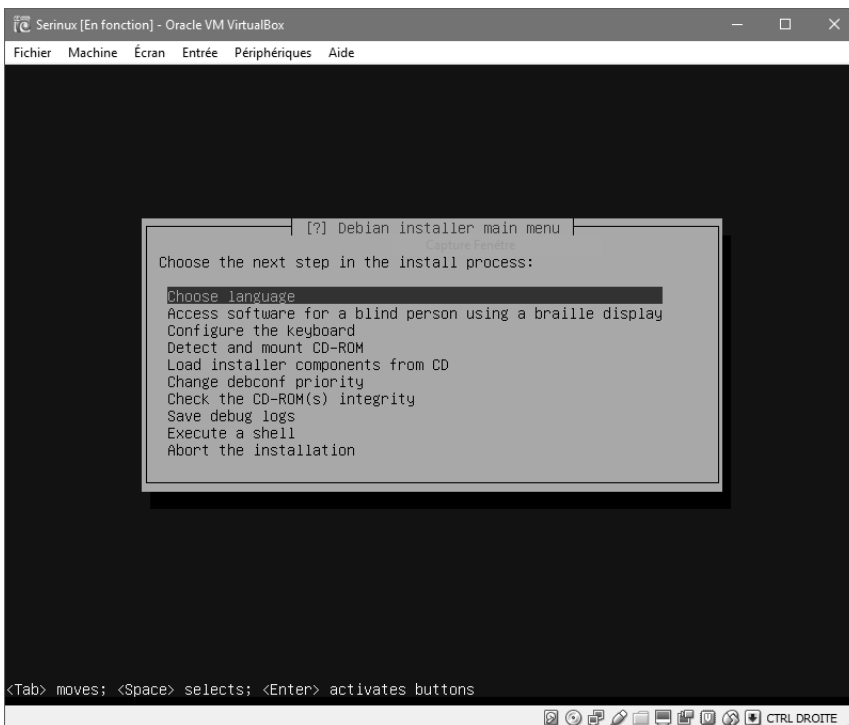 Serinux [En fonction] - Oracle VM VirtualBox
Fichier Machine Écran Entrée Périphériques Aide
[?] Debian installer main menu
Capture Fenêtre
Choose the next step in the install process:
Choose language
Access software for a blind person using a braille display
Configure the keyboard
Detect and mount CD-ROM
Load installer components from CD
Change debconf priority
Check the CD-ROM(s) integrity
Save debug logs
Execute a shell
Abort the installation
<Tab> moves; <Space> selects; <Enter> activates buttons
CTRL DROITE